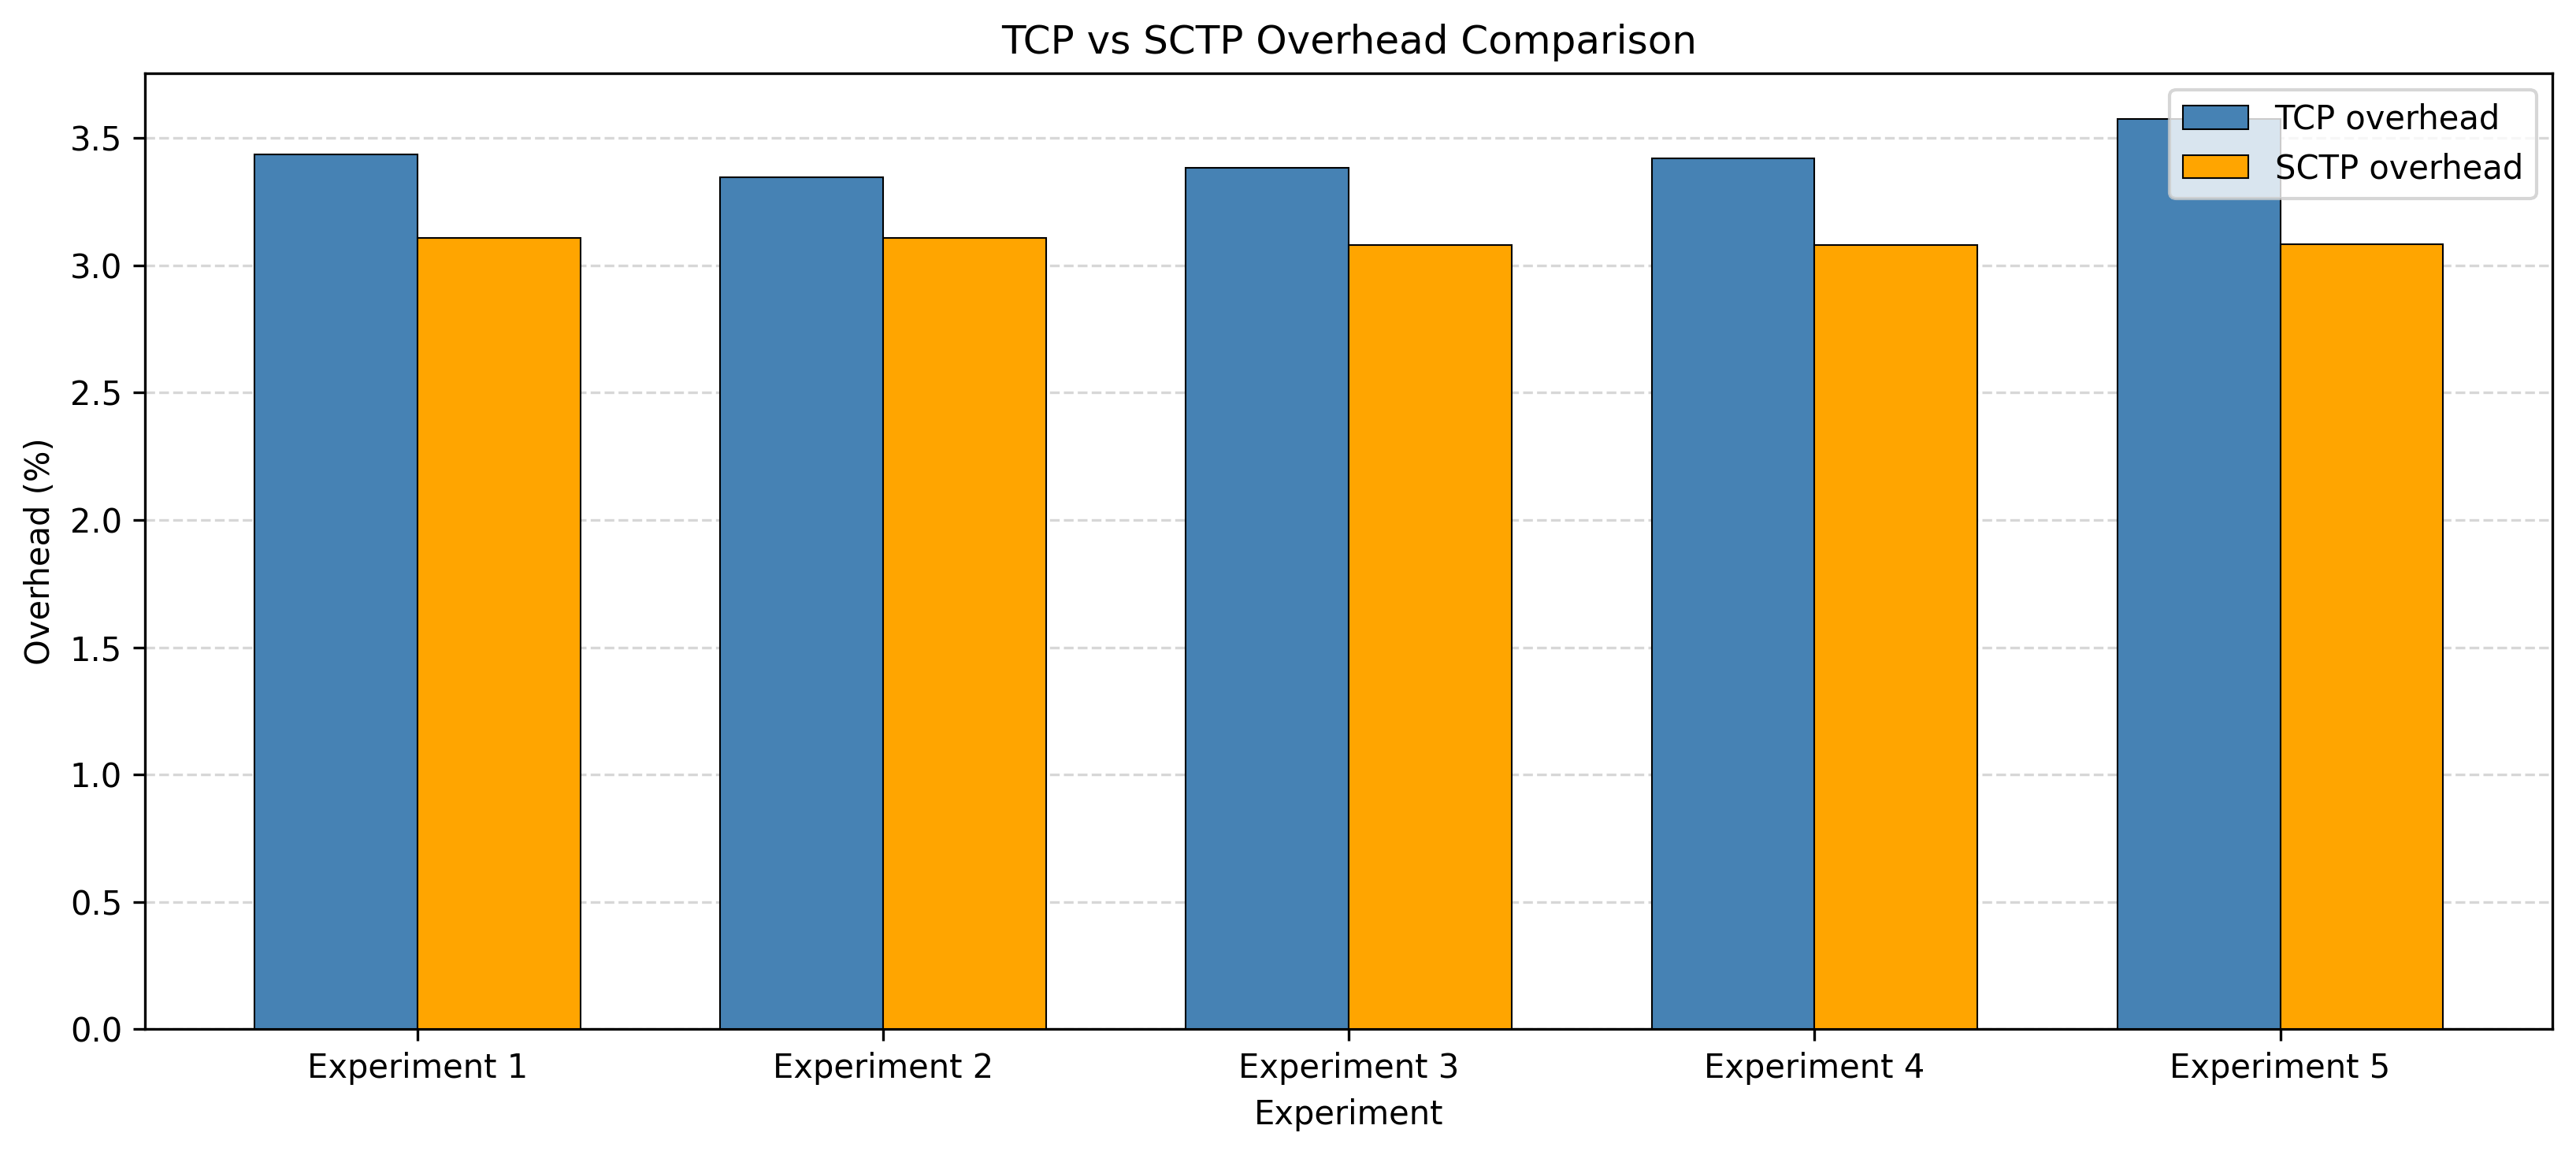 TCP vs SCTP Overhead Comparison
TCP overhead
SCTP overhead
Overhead (%)
3.5
3.0
2.5
2.0
1.5
1.0
0.5
0.0
Experiment 1 Experiment 2 Experiment 3 Experiment 4 Experiment 5
Experiment